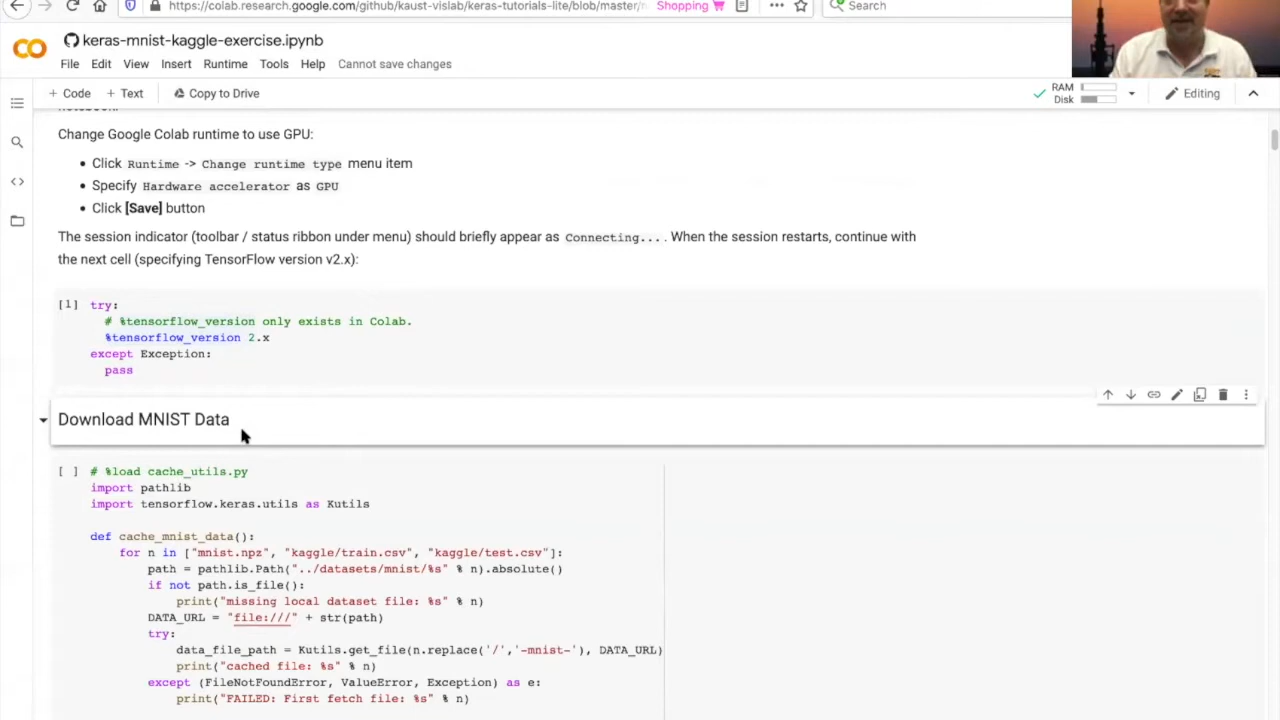 https://colab.research.google.com/github/kaust-vislab/keras-tutorials-lite/blob/master/
Shopping
Search
keras-mnist-kaggle-exercise.ipynb
File Edit View Insert Runtime Tools Help Cannot save changes
+ Code + Text Copy to Drive
RAM
Disk
Editing
notebook.
Change Google Colab runtime to use GPU:
• Click Runtime -> Change runtime type menu item
• Specify Hardware accelerator as GPU
• Click [Save] button
The session indicator (toolbar / status ribbon under menu) should briefly appear as Connecting.... When the session restarts, continue with
the next cell (specifying TensorFlow version v2.x):
[1] try:
# %tensorflow_version only exists in Colab.
%tensorflow_version 2.x
except Exception:
pass
Download MNIST Data
[ ] # %load cache_utils.py
import pathlib
import tensorflow.keras.utils as Kutils
def cache_mnist_data():
for n in ["mnist.npz", "kaggle/train.csv", "kaggle/test.csv"]:
path = pathlib.Path("../datasets/mnist/%s" % n).absolute()
if not path.is_file():
print("missing local dataset file: %s" % n)
DATA_URL = "file:///" + str(path)
try:
data_file_path = Kutils.get_file(n.replace('/','-mnist-'), DATA_URL)
print("cached file: %s" % n)
except (FileNotFoundError, ValueError, Exception) as e:
print("FAILED: First fetch file: %s" % n)